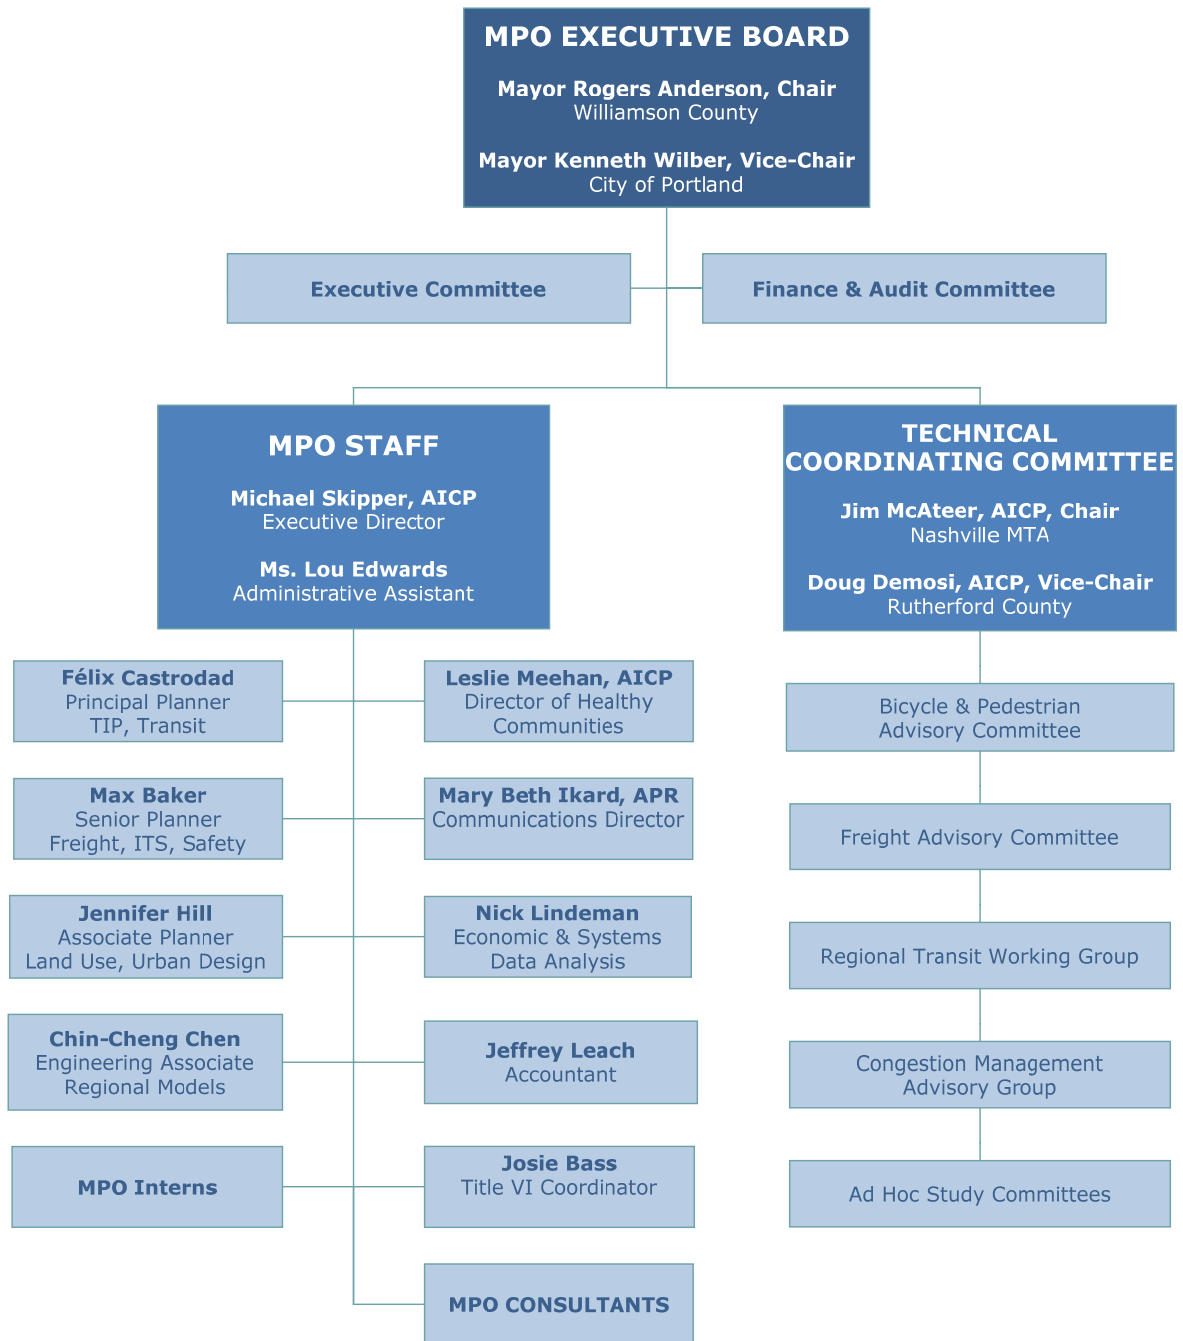 MPO EXECUTIVE BOARD
Mayor Rogers Anderson, Chair
Williamson County
Mayor Kenneth Wilber, Vice-Chair
City of Portland
Executive Committee
Finance & Audit Committee
MPO STAFF
Michael Skipper, AICP
Executive Director
Ms. Lou Edwards
Administrative Assistant
TECHNICAL
COORDINATING COMMITTEE
Jim McAteer, AICP, Chair
Nashville MTA
Doug Demosi, AICP, Vice-Chair
Rutherford County
Félix Castrodad
Principal Planner
TIP, Transit
Leslie Meehan, AICP
Director of Healthy
Communities
Max Baker
Senior Planner
Freight, ITS, Safety
Mary Beth Ikard, APR
Communications Director
Jennifer Hill
Associate Planner
Land Use, Urban Design
Nick Lindeman
Economic & Systems
Data Analysis
Chin-Cheng Chen
Engineering Associate
Regional Models
Jeffrey Leach
Accountant
MPO Interns
Josie Bass
Title VI Coordinator
MPO CONSULTANTS
Bicycle & Pedestrian
Advisory Committee
Freight Advisory Committee
Regional Transit Working Group
Congestion Management
Advisory Group
Ad Hoc Study Committees